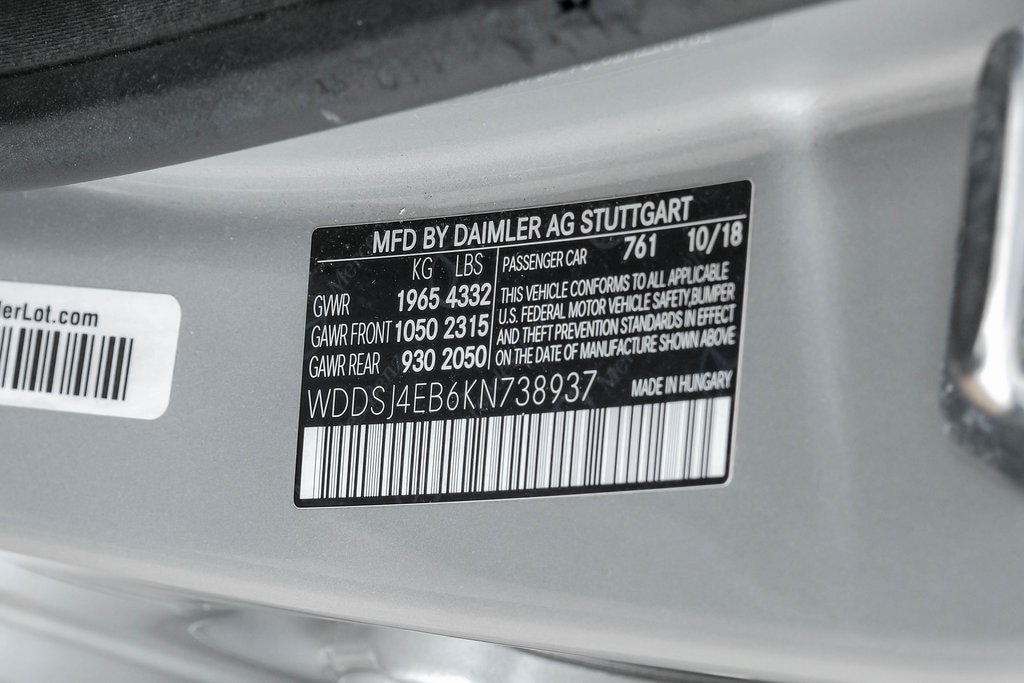 MFD BY DAIMLER AG STUTTGART
KG LBS
GVWR 1965 4332
GAWR FRONT 1050 2315
GAWR REAR 930 2050
PASSENGER CAR 761 10/18
THIS VEHICLE CONFORMS TO ALL APPLICABLE
U.S. FEDERAL MOTOR VEHICLE SAFETY,BUMPER
AND THEFT PREVENTION STANDARDS IN EFFECT
ON THE DATE OF MANUFACTURE SHOWN ABOVE
WDDSJ4EB6KN738937 MADE IN HUNGARY